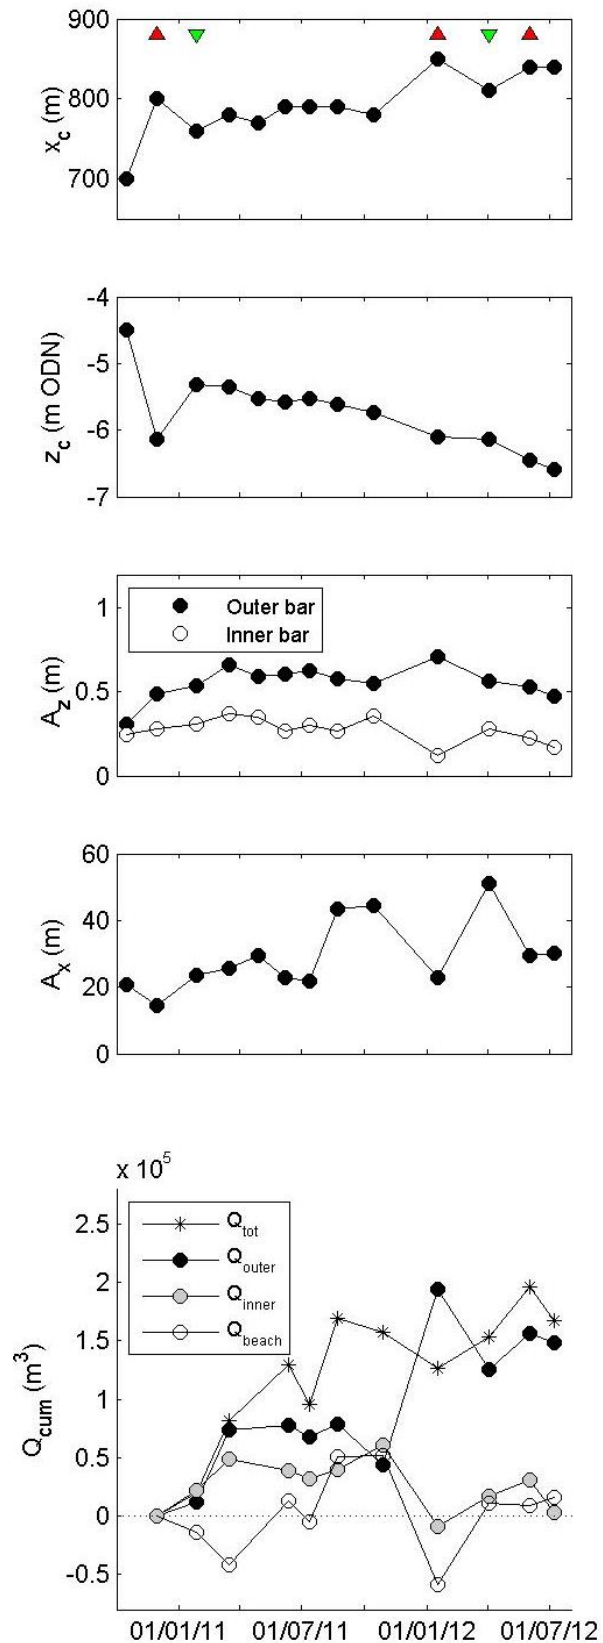 900
800
700
x_c (m)
-4
-5
-6
-7
z_c (m ODN)
1
0.5
0
A_z (m)
Outer bar
Inner bar
60
40
20
0
A_x (m)
x 10^5
2.5
2
1.5
1
0.5
0
-0.5
Q_cum (m^3)
Q_tot
Q_outer
Q_inner
Q_beach
01/01/11 01/07/11 01/01/12 01/07/12